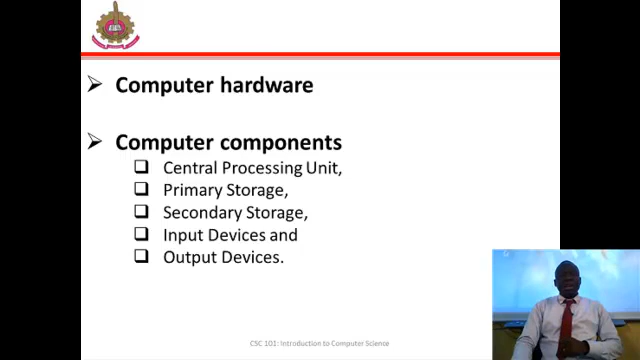 Computer hardware
Computer components
Central Processing Unit,
Primary Storage,
Secondary Storage,
Input Devices and
Output Devices.
CSC 101: Introduction to Computer Science